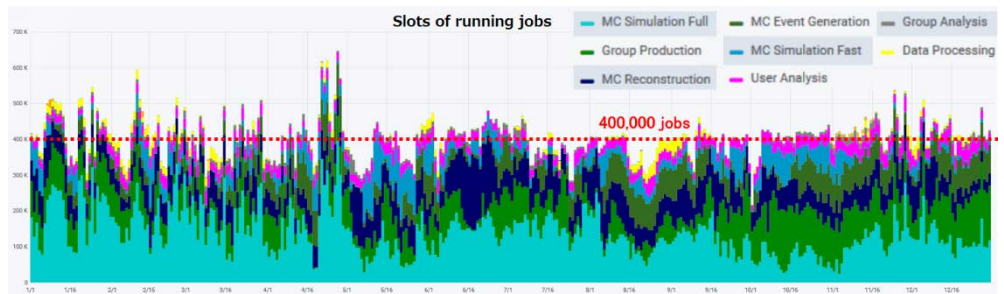 Slots of running jobs
MC Simulation Full
MC Event Generation
Group Analysis
Group Production
MC Simulation Fast
Data Processing
MC Reconstruction
User Analysis
700 K
600 K
500 K
400 K
300 K
200 K
100 K
0
400,000 jobs
1/1 1/16 2/1 2/16 3/1 3/16 4/1 4/16 5/1 5/16 6/1 6/16 7/1 7/16 8/1 8/16 9/1 9/16 10/1 10/16 11/1 11/16 12/1 12/16